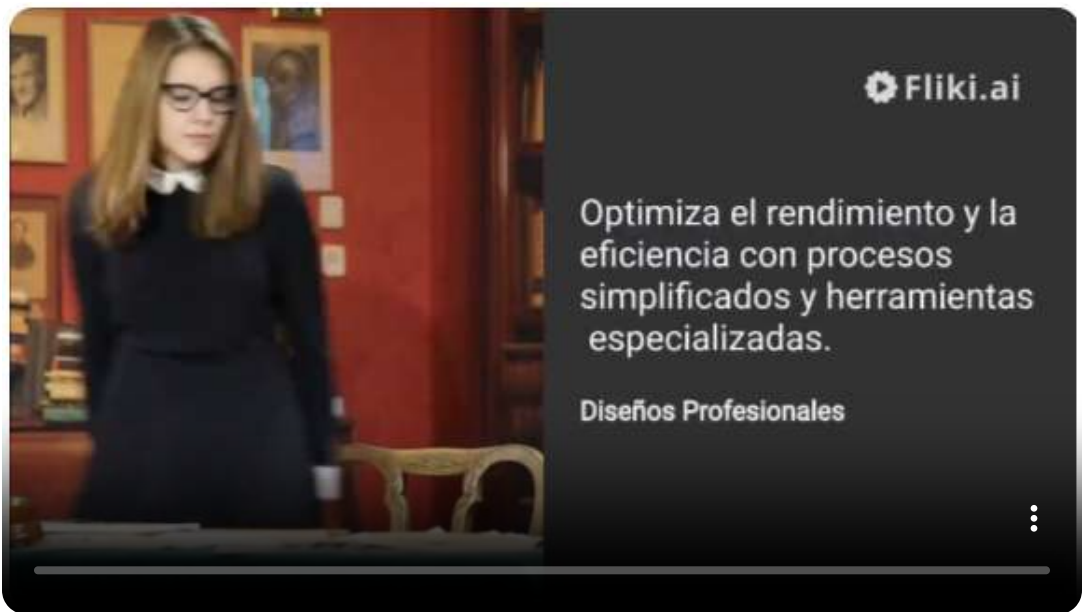 Fliki.ai
Optimiza el rendimiento y la
eficiencia con procesos
simplificados y herramientas
especializadas.
Diseños Profesionales